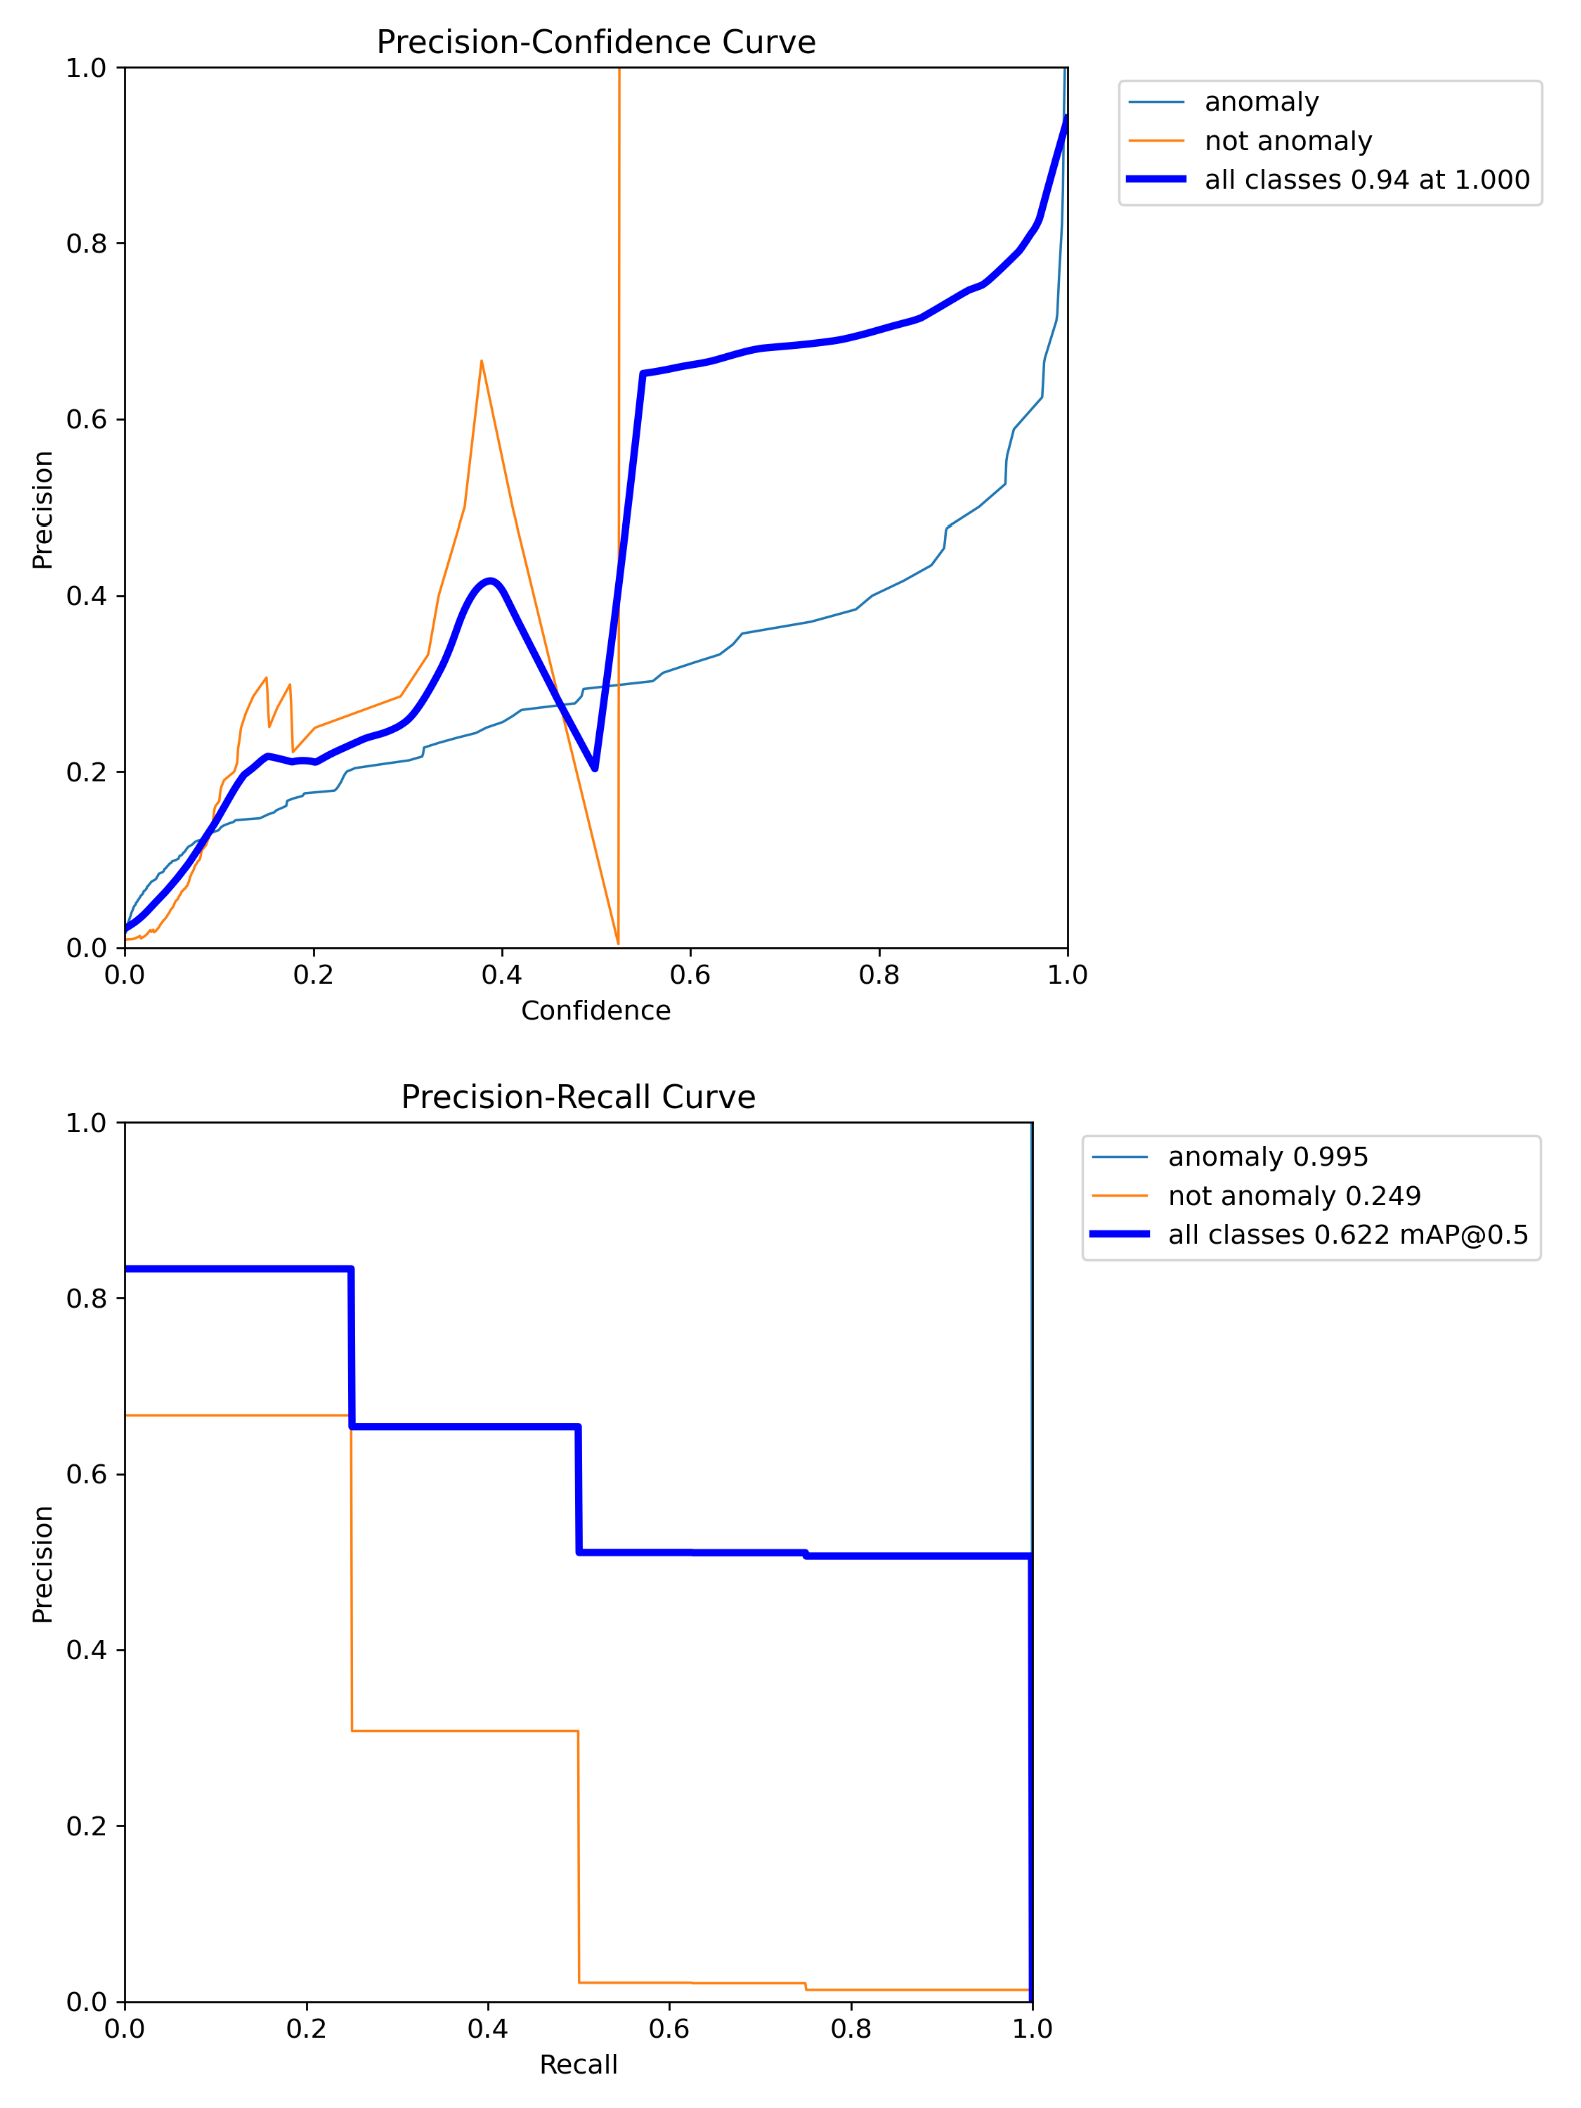 Precision-Confidence Curve
1.0
0.8
0.6
0.4
0.2
0.0
Precision
0.0 0.2 0.4 0.6 0.8 1.0
Confidence
anomaly
not anomaly
all classes 0.94 at 1.000
Precision-Recall Curve
1.0
0.8
0.6
0.4
0.2
0.0
Precision
0.0 0.2 0.4 0.6 0.8 1.0
Recall
anomaly 0.995
not anomaly 0.249
all classes 0.622 mAP@0.5